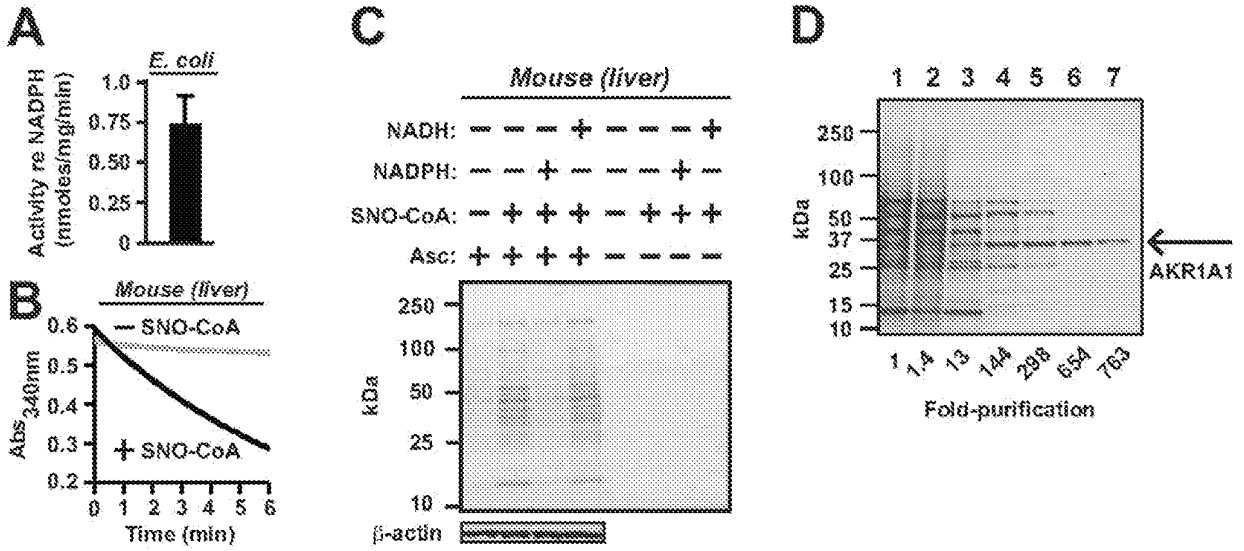 A
E. coli
Activity re NADPH
(nmoles/mg/min)
1.0
0.75
0.50
0.25
0
B
Mouse (liver)
Abs340nm
0.6
0.5
0.4
0.3
0.2
− SNO-CoA
+ SNO-CoA
0 1 2 3 4 5 6
Time (min)
C
Mouse (liver)
NADH: − − − + − − − +
NADPH: − − + − − − + −
SNO-CoA: − + + + − + + +
Asc: + + + + − − − −
kDa
250
100
50
25
10
β-actin
D
1 2 3 4 5 6 7
kDa
250
100
50
37
25
15
10
AKR1A1
1 1.4 13 144 298 654 763
Fold-purification